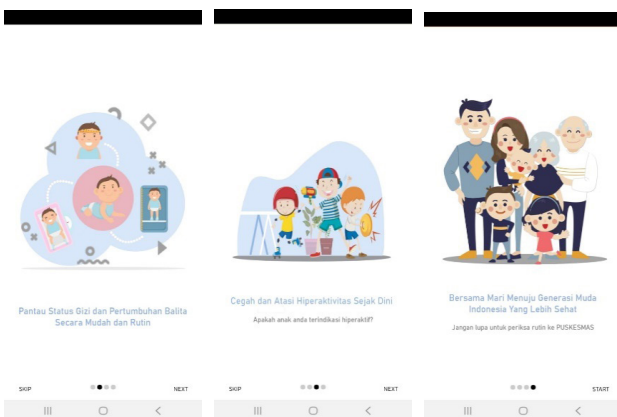 Pantau Status Gizi dan Pertumbuhan Balita
Secara Mudah dan Rutin
SKIP
NEXT
Cegah dan Atasi Hiperaktivitas Sejak Dini
Apakah anak anda terindikasi hiperaktif?
SKIP
NEXT
Bersama Mari Menuju Generasi Muda
Indonesia Yang Lebih Sehat
Jangan lupa untuk periksa rutin ke PUSKESMAS
START